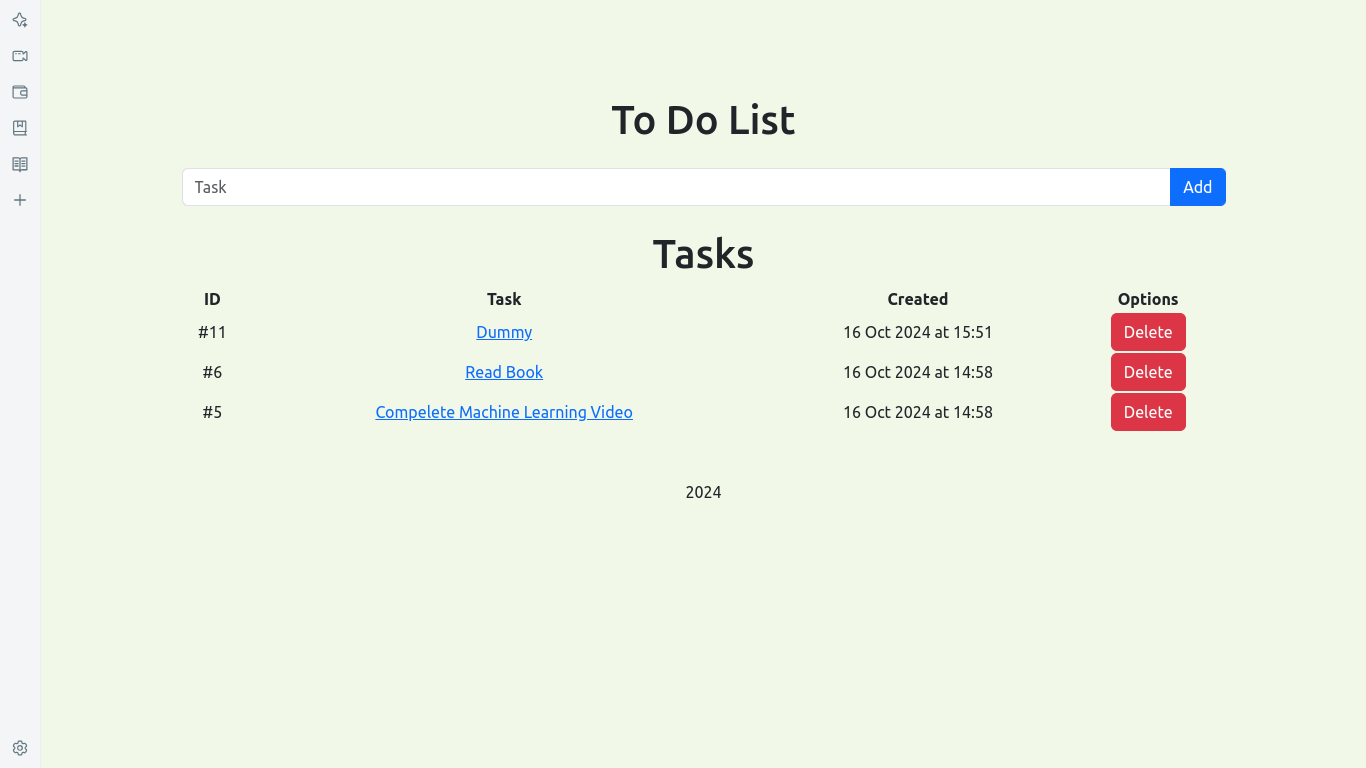 To Do List
Task Add
Tasks
ID Task Created Options
#11 Dummy 16 Oct 2024 at 15:51 Delete
#6 Read Book 16 Oct 2024 at 14:58 Delete
#5 Compelete Machine Learning Video 16 Oct 2024 at 14:58 Delete
2024